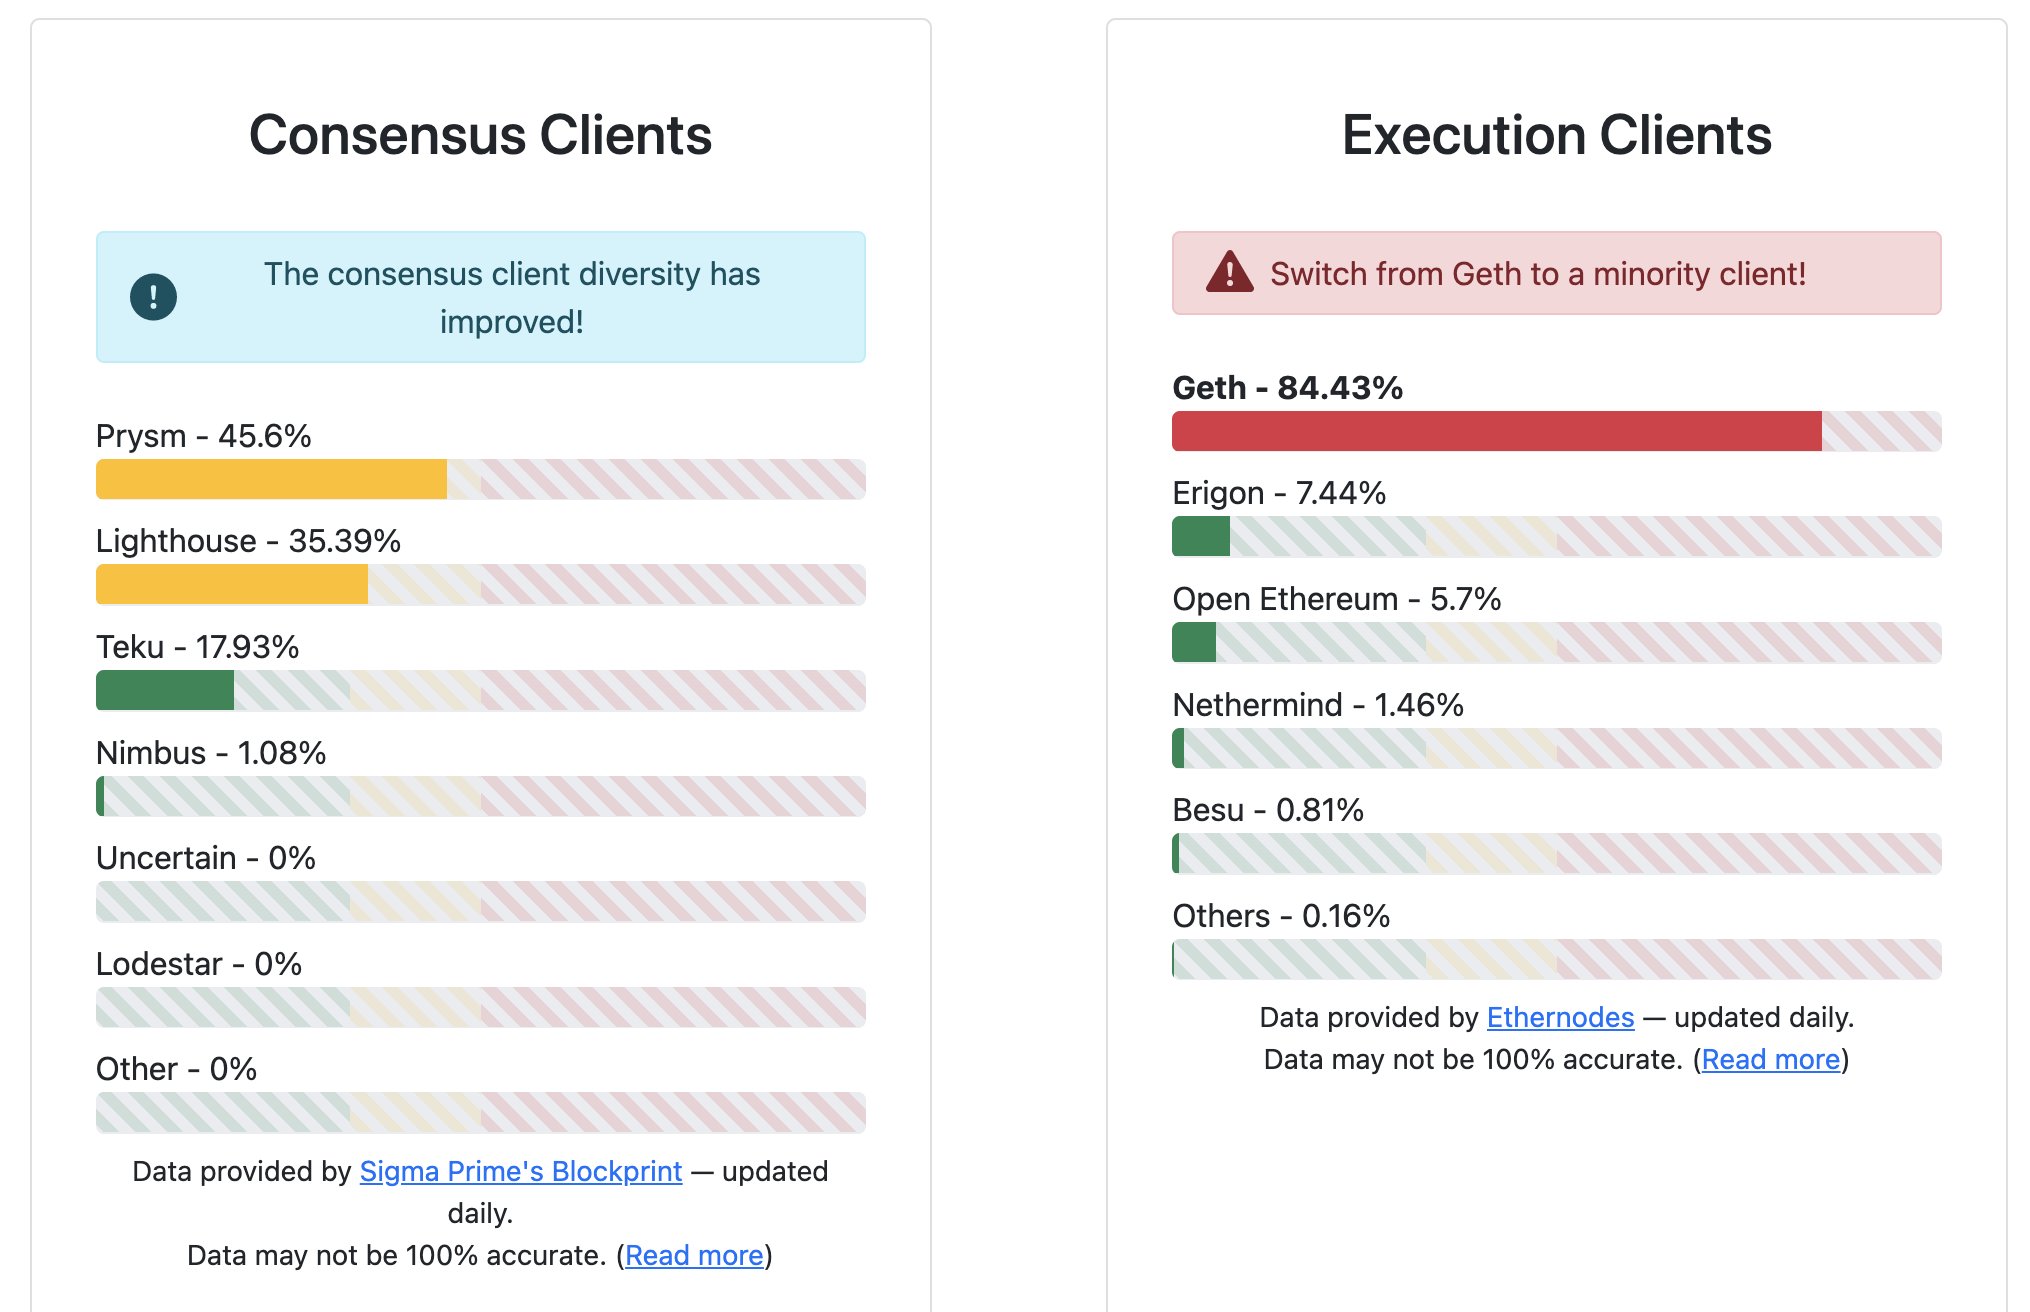 Consensus Clients
The consensus client diversity has
improved!
Prysm - 45.6%
Lighthouse - 35.39%
Teku - 17.93%
Nimbus - 1.08%
Uncertain - 0%
Lodestar - 0%
Other - 0%
Data provided by Sigma Prime's Blockprint — updated
daily.
Data may not be 100% accurate. (Read more)
Execution Clients
Switch from Geth to a minority client!
Geth - 84.43%
Erigon - 7.44%
Open Ethereum - 5.7%
Nethermind - 1.46%
Besu - 0.81%
Others - 0.16%
Data provided by Ethernodes — updated daily.
Data may not be 100% accurate. (Read more)